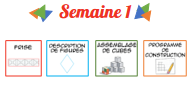 Semaine 1
FRISE
DESCRIPTION
DE FIGURES
ASSEMBLAGE
DE CUBES
PROGRAMME
DE
CONSTRUCTION